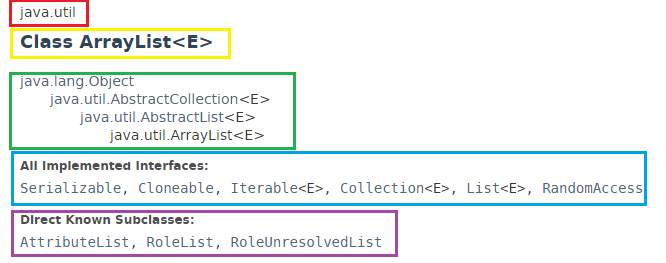 java.util
Class ArrayList<E>
java.lang.Object
java.util.AbstractCollection<E>
java.util.AbstractList<E>
java.util.ArrayList<E>
All Implemented Interfaces:
Serializable, Cloneable, Iterable<E>, Collection<E>, List<E>, RandomAccess
Direct Known Subclasses:
AttributeList, RoleList, RoleUnresolvedList